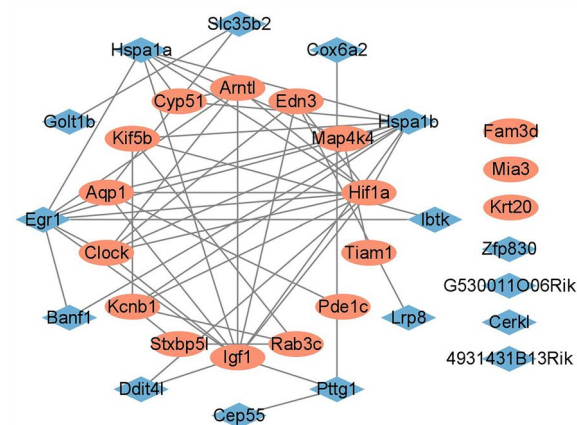 Slc35b2
Hspa1a
Cox6a2
Arntl
Cyp51
Edn3
Golt1b
Hspa1b
Kif5b
Map4k4
Fam3d
Mia3
Aqp1
Hif1a
Krt20
Egr1
Ibtk
Clock
Tiam1
Zfp830
G530011O06Rik
Kcnb1
Pde1c
Banf1
Lrp8
Cerkl
Stxbp5l
Igf1
Rab3c
4931431B13Rik
Ddit4l
Pttg1
Cep55